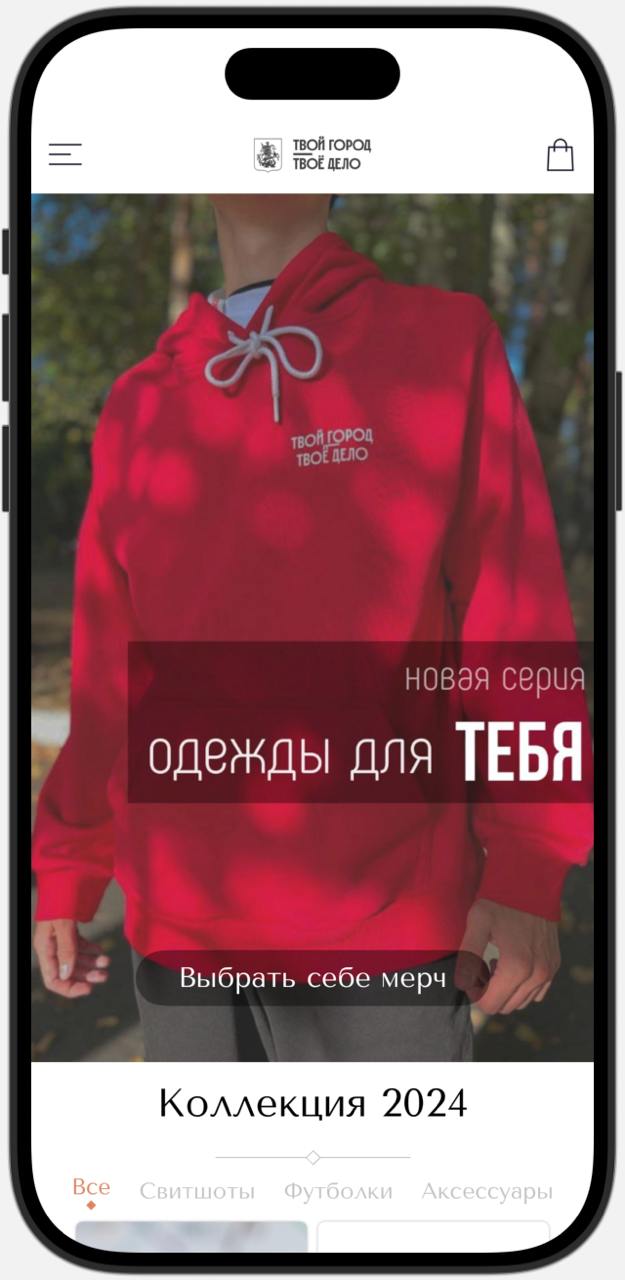 ТВОЙ ГОРОД
ТВОЁ ДЕЛО
ТВОЙ ГОРОД
ТВОЁ ДЕЛО
новая серия
одежды для ТЕБЯ
Выбрать себе мерч
Коллекция 2024
Все Свитшоты Футболки Аксессуары